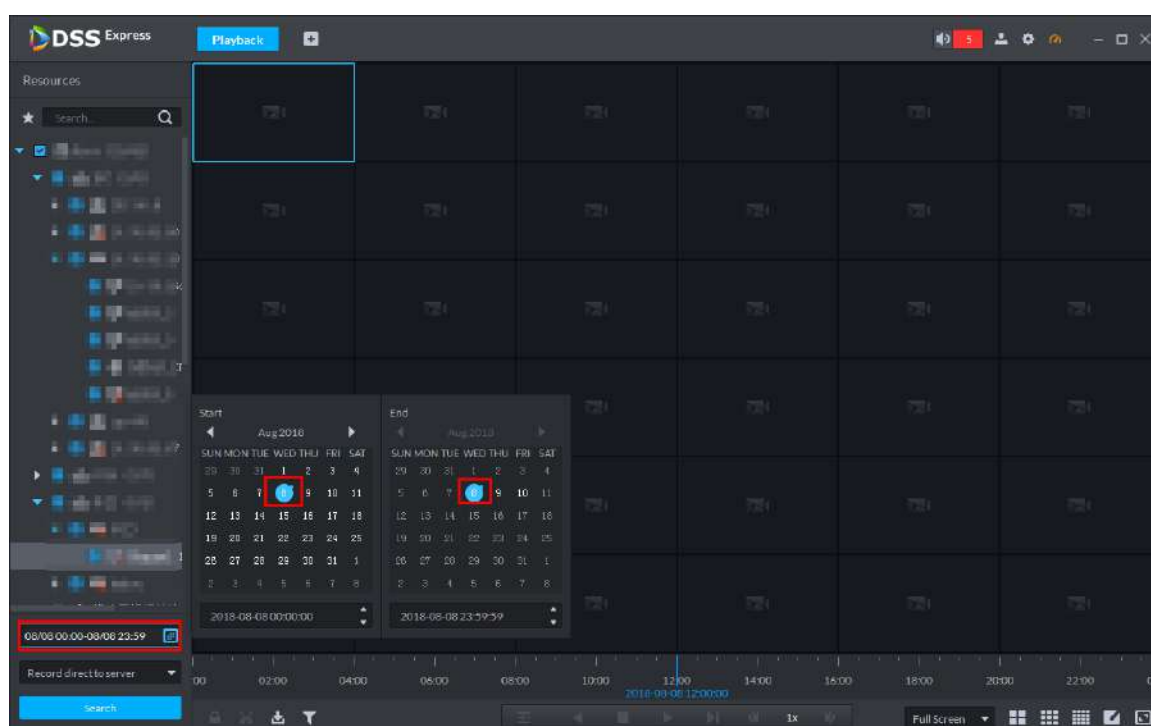 DSS Express
Playback
5
Resources
Search...
Start
Aug 2018
SUN MON TUE WED THU FRI SAT
29 30 31 1 2 3 4
5 6 7 8 9 10 11
12 13 14 15 16 17 18
19 20 21 22 23 24 25
26 27 28 29 30 31 1
2 3 4 5 6 7 8
2018-08-08 00:00:00
End
Aug 2018
SUN MON TUE WED THU FRI SAT
29 30 31 1 2 3 4
5 6 7 8 9 10 11
12 13 14 15 16 17 18
19 20 21 22 23 24 25
26 27 28 29 30 31 1
2 3 4 5 6 7 8
2018-08-08 23:59:59
08/08 00:00-08/08 23:59
Record direct to server
Search
:00 02:00 04:00 06:00 08:00 10:00 12:00 14:00 16:00 18:00 20:00 22:00
2018-08-08 12:00:00
1x
Full Screen